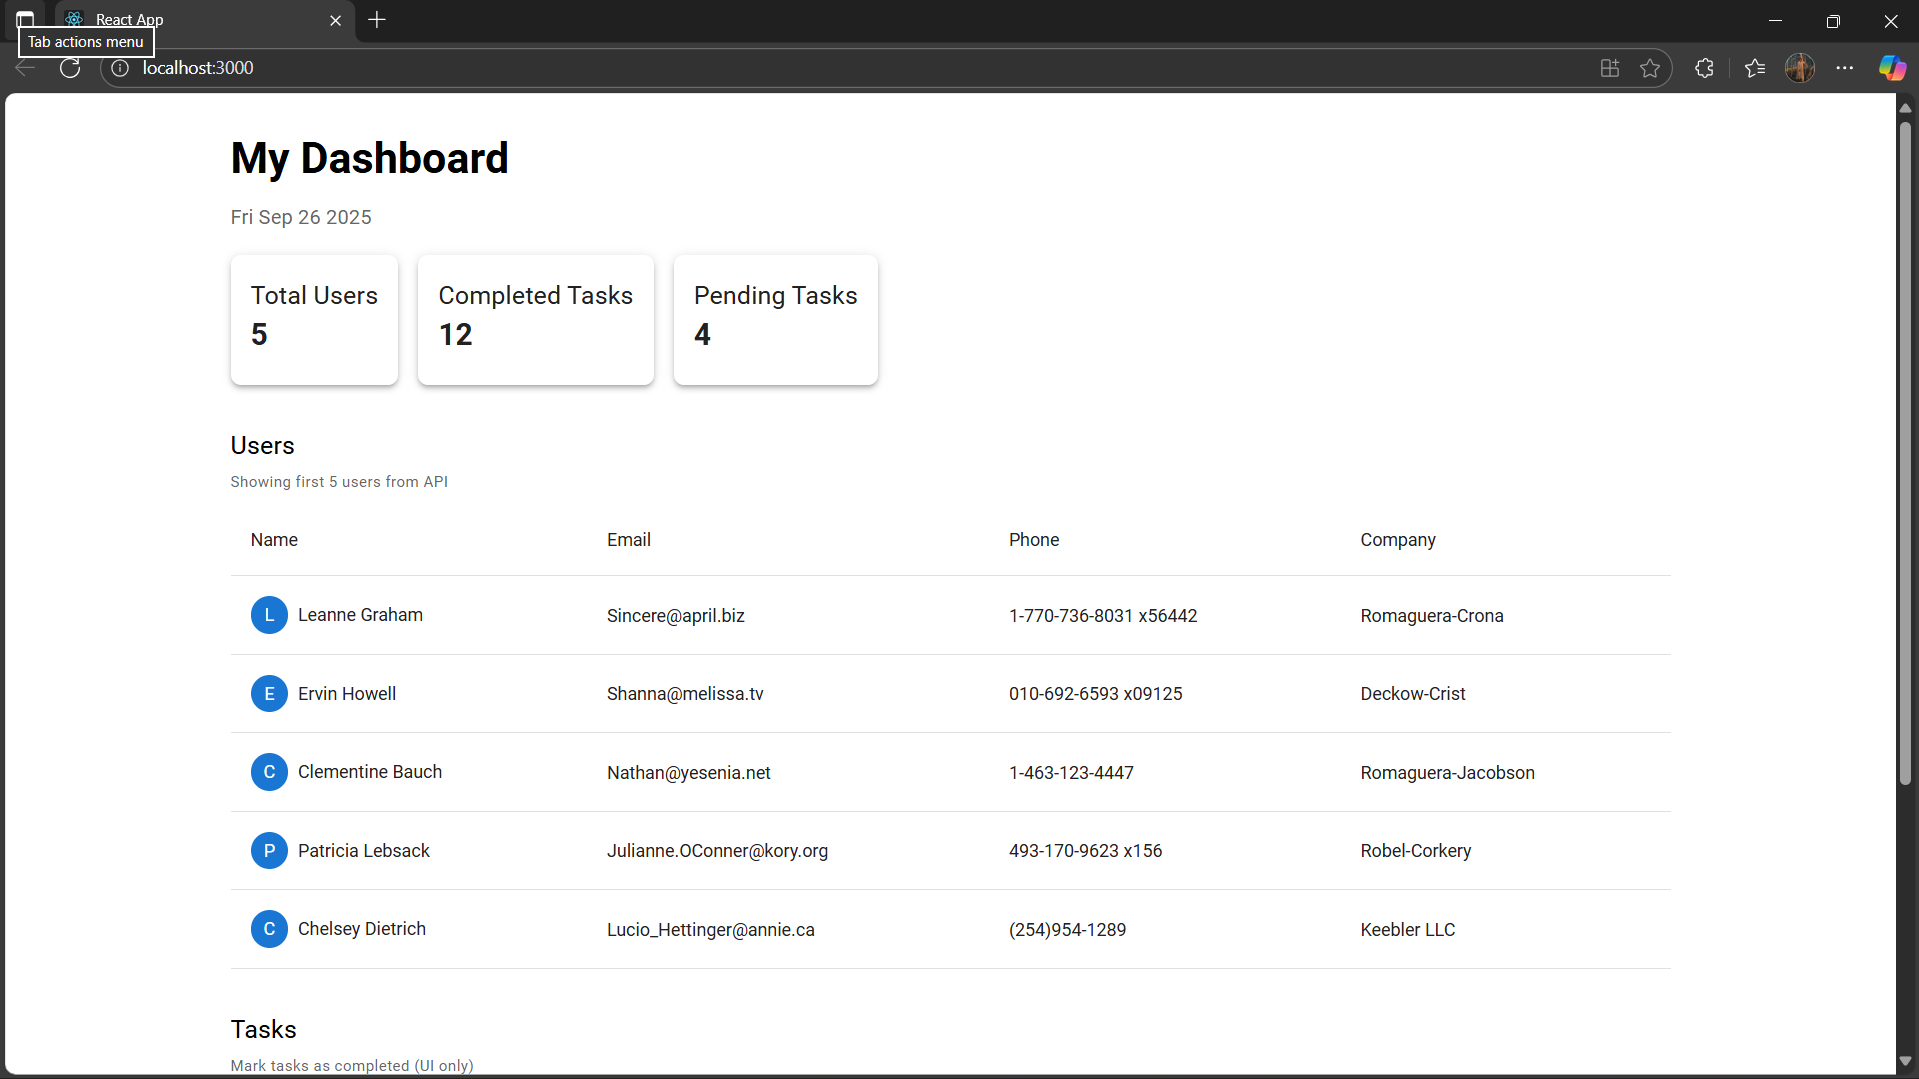 React App
Tab actions menu
localhost:3000
My Dashboard
Fri Sep 26 2025
Total Users
5
Completed Tasks
12
Pending Tasks
4
Users
Showing first 5 users from API
Name Email Phone Company
L Leanne Graham Sincere@april.biz 1-770-736-8031 x56442 Romaguera-Crona
E Ervin Howell Shanna@melissa.tv 010-692-6593 x09125 Deckow-Crist
C Clementine Bauch Nathan@yesenia.net 1-463-123-4447 Romaguera-Jacobson
P Patricia Lebsack Julianne.OConner@kory.org 493-170-9623 x156 Robel-Corkery
C Chelsey Dietrich Lucio_Hettinger@annie.ca (254)954-1289 Keebler LLC
Tasks
Mark tasks as completed (UI only)